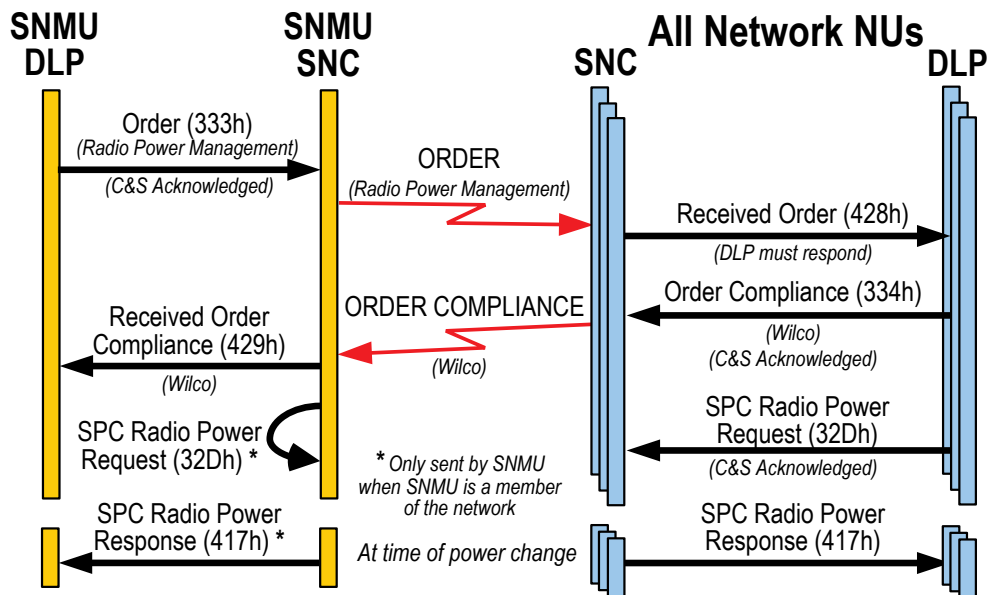 SNMU
DLP
SNMU
SNC
All Network NUs
SNC
DLP
Order (333h)
(Radio Power Management)
(C&S Acknowledged)
ORDER
(Radio Power Management)
Received Order (428h)
(DLP must respond)
Order Compliance (334h)
(Wilco)
(C&S Acknowledged)
ORDER COMPLIANCE
(Wilco)
Received Order
Compliance (429h)
(Wilco)
SPC Radio Power
Request (32Dh) *
* Only sent by SNMU
when SNMU is a member
of the network
SPC Radio Power
Request (32Dh)
(C&S Acknowledged)
SPC Radio Power
Response (417h) *
At time of power change
SPC Radio Power
Response (417h)